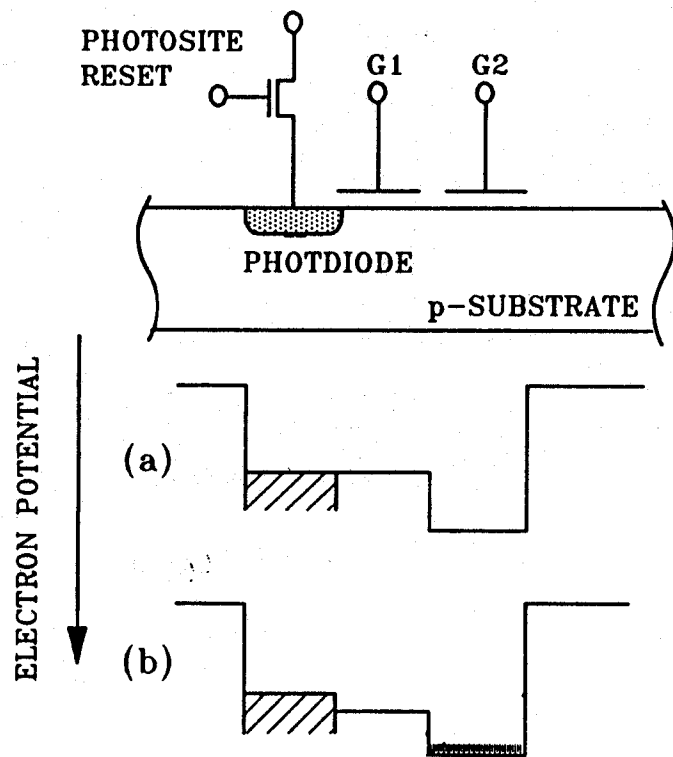 PHOTOSITE
RESET
G1
G2
PHOTDIODE
p-SUBSTRATE
ELECTRON POTENTIAL
(a)
(b)